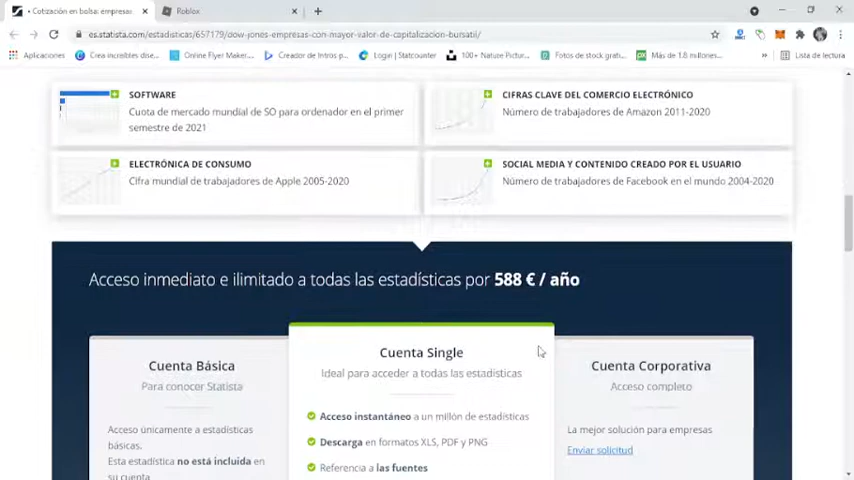 • Cotización en bolsa: empresas
Roblox
es.statista.com/estadisticas/657179/dow-jones-empresas-con-mayor-valor-de-capitalizacion-bursatil/
Aplicaciones
Crea increíbles dise...
Online Flyer Maker...
Creador de Intros p...
Login | Statcounter
100+ Nature Pictur...
Fotos de stock grati...
Más de 1.8 millones...
Lista de lectura
SOFTWARE
Cuota de mercado mundial de SO para ordenador en el primer
semestre de 2021
CIFRAS CLAVE DEL COMERCIO ELECTRÓNICO
Número de trabajadores de Amazon 2011-2020
ELECTRÓNICA DE CONSUMO
Cifra mundial de trabajadores de Apple 2005-2020
SOCIAL MEDIA Y CONTENIDO CREADO POR EL USUARIO
Número de trabajadores de Facebook en el mundo 2004-2020
Acceso inmediato e ilimitado a todas las estadísticas por 588 € / año
Cuenta Básica
Para conocer Statista
Acceso únicamente a estadísticas
básicas.
Esta estadística no está incluida en
su cuenta
Cuenta Single
Ideal para acceder a todas las estadísticas
Acceso instantáneo a un millón de estadísticas
Descarga en formatos XLS, PDF y PNG
Referencia a las fuentes
Cuenta Corporativa
Acceso completo
La mejor solución para empresas
Enviar solicitud